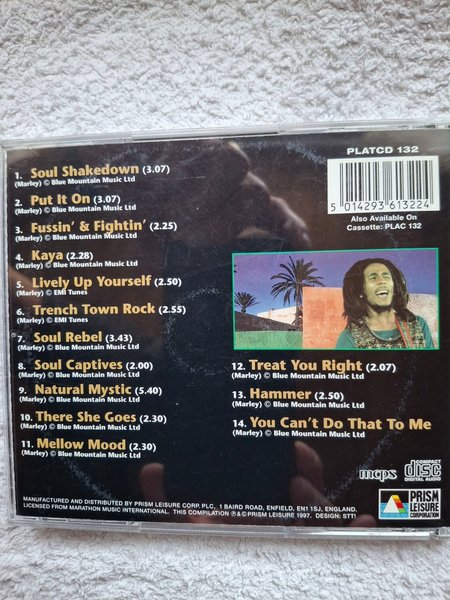 PLATCD 132
5 014293 613224
Also Available On
Cassette: PLAC 132
1. Soul Shakedown (3.07)
(Marley) © Blue Mountain Music Ltd
2. Put It On (3.07)
(Marley) © Blue Mountain Music Ltd
3. Fussin' & Fightin' (2.25)
(Marley) © Blue Mountain Music Ltd
4. Kaya (2.28)
(Marley) © Blue Mountain Music Ltd
5. Lively Up Yourself (2.50)
(Marley) © EMI Tunes
6. Trench Town Rock (2.55)
(Marley) © EMI Tunes
7. Soul Rebel (3.43)
(Marley) © Blue Mountain Music Ltd
8. Soul Captives (2.00)
(Marley) © Blue Mountain Music Ltd
9. Natural Mystic (5.40)
(Marley) © Blue Mountain Music Ltd
10. There She Goes (2.30)
(Marley) © Blue Mountain Music Ltd
11. Mellow Mood (2.30)
(Marley) © Blue Mountain Music Ltd
12. Treat You Right (2.07)
(Marley) © Blue Mountain Music Ltd
13. Hammer (2.50)
(Marley) © Blue Mountain Music Ltd
14. You Can't Do That To Me
(Marley) © Blue Mountain Music Ltd
mcps
COMPACT
disc
DIGITAL AUDIO
PRISM
LEISURE
CORPORATION
MANUFACTURED AND DISTRIBUTED BY PRISM LEISURE CORP. PLC, 1 BAIRD ROAD, ENFIELD, EN1 1SJ, ENGLAND.
LICENSED FROM MARATHON MUSIC INTERNATIONAL. THIS COMPILATION ℗ & © PRISM LEISURE 1997. DESIGN: STTI